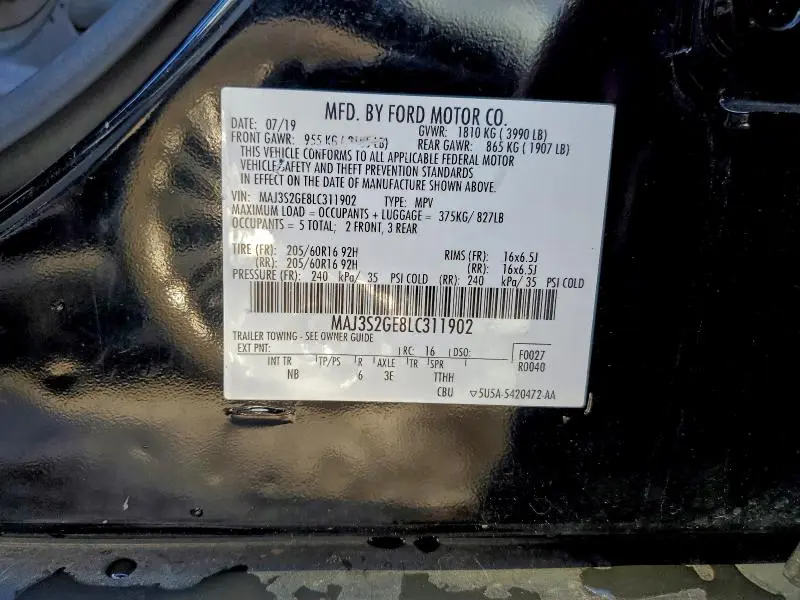 MFD. BY FORD MOTOR CO.
DATE: 07/19 GVWR: 1810 KG ( 3990 LB)
FRONT GAWR: 955 KG ( LB) REAR GAWR: 865 KG ( 1907 LB)
THIS VEHICLE CONFORMS TO ALL APPLICABLE FEDERAL MOTOR
VEHICLE SAFETY AND THEFT PREVENTION STANDARDS
IN EFFECT ON THE DATE OF MANUFACTURE SHOWN ABOVE.
VIN: MAJ3S2GE8LC311902 TYPE: MPV
MAXIMUM LOAD = OCCUPANTS + LUGGAGE = 375KG/ 827LB
OCCUPANTS = 5 TOTAL; 2 FRONT, 3 REAR
TIRE (FR): 205/60R16 92H RIMS (FR): 16x6.5J
(RR): 205/60R16 92H (RR): 16x6.5J
PRESSURE (FR): 240 kPa/ 35 PSI COLD (RR): 240 kPa/ 35 PSI COLD
MAJ3S2GE8LC311902
TRAILER TOWING - SEE OWNER GUIDE
EXT PNT: RC: 16 DSO: F0027
INT TR TP/PS R AXLE TR SPR R0040
NB 6 3E TTHH
CBU 5U5A-5420472-AA